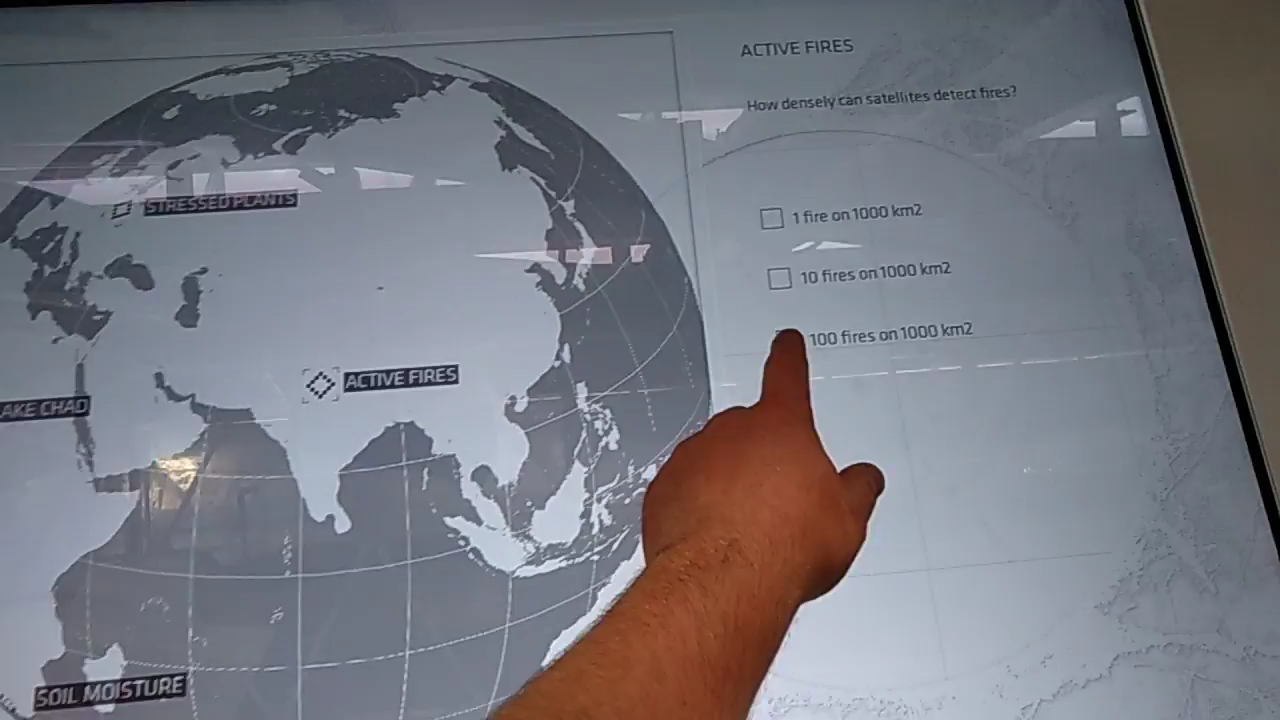 ACTIVE FIRES
How densely can satellites detect fires?
1 fire on 1000 km2
10 fires on 1000 km2
100 fires on 1000 km2
STRESSED PLANTS
ACTIVE FIRES
AKE CHAD
SOIL MOISTURE